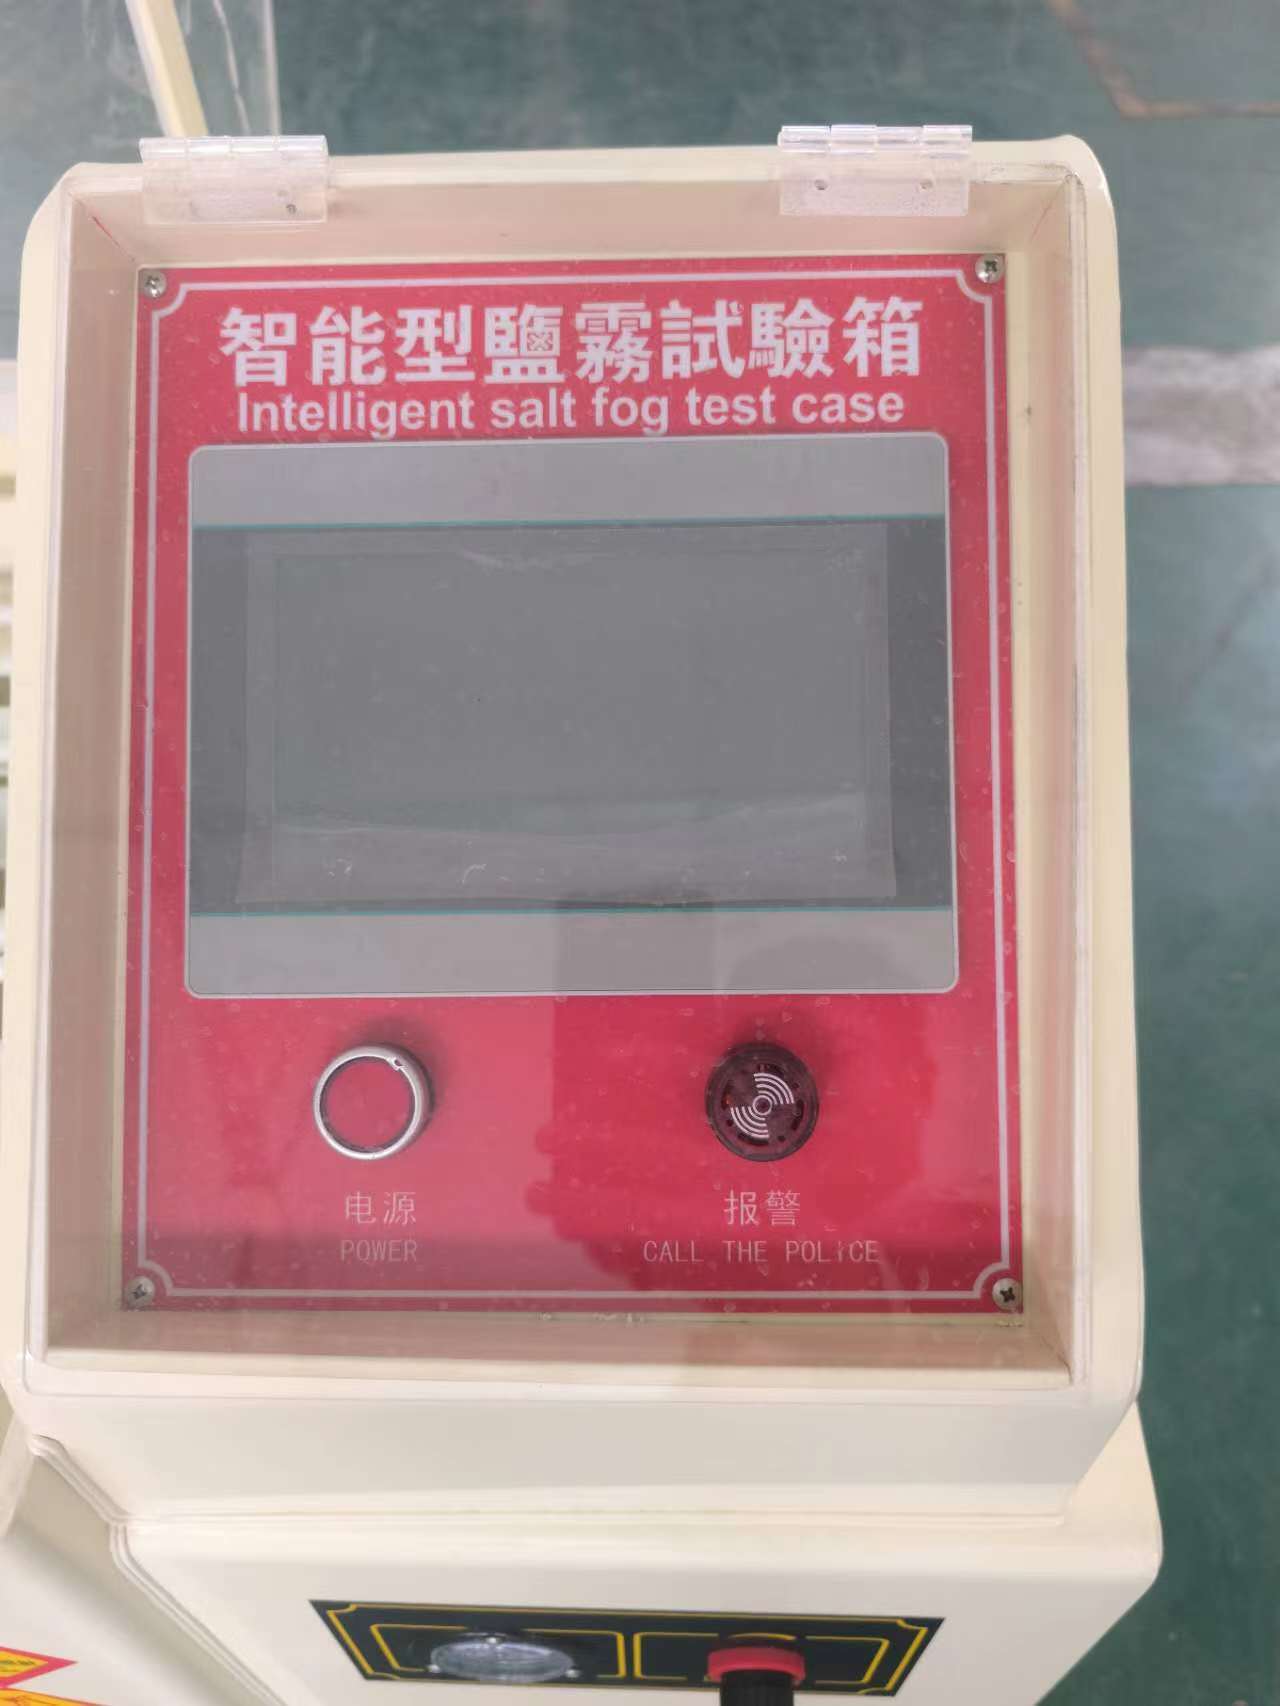 智能型鹽霧試驗箱
Intelligent salt fog test case
电源
POWER
报警
CALL THE POLICE